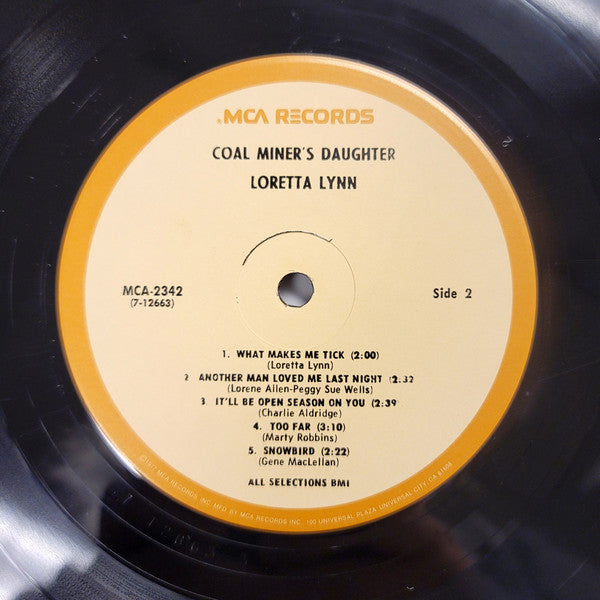 MCA RECORDS
COAL MINER'S DAUGHTER
LORETTA LYNN
MCA-2342
(7-12663)
Side 2
1. WHAT MAKES ME TICK (2:00)
(Loretta Lynn)
2 ANOTHER MAN LOVED ME LAST NIGHT (2:32
(Lorene Allen-Peggy Sue Wells)
3 IT'LL BE OPEN SEASON ON YOU (2:39
(Charlie Aldridge)
4. TOO FAR (3:10)
(Marty Robbins)
5. SNOWBIRD (2:22)
(Gene MacLellan)
ALL SELECTIONS BMI
MCA RECORDS INC. MFD BY MCA RECORDS INC. 100 UNIVERSAL PLAZA UNIVERSAL CITY, CA